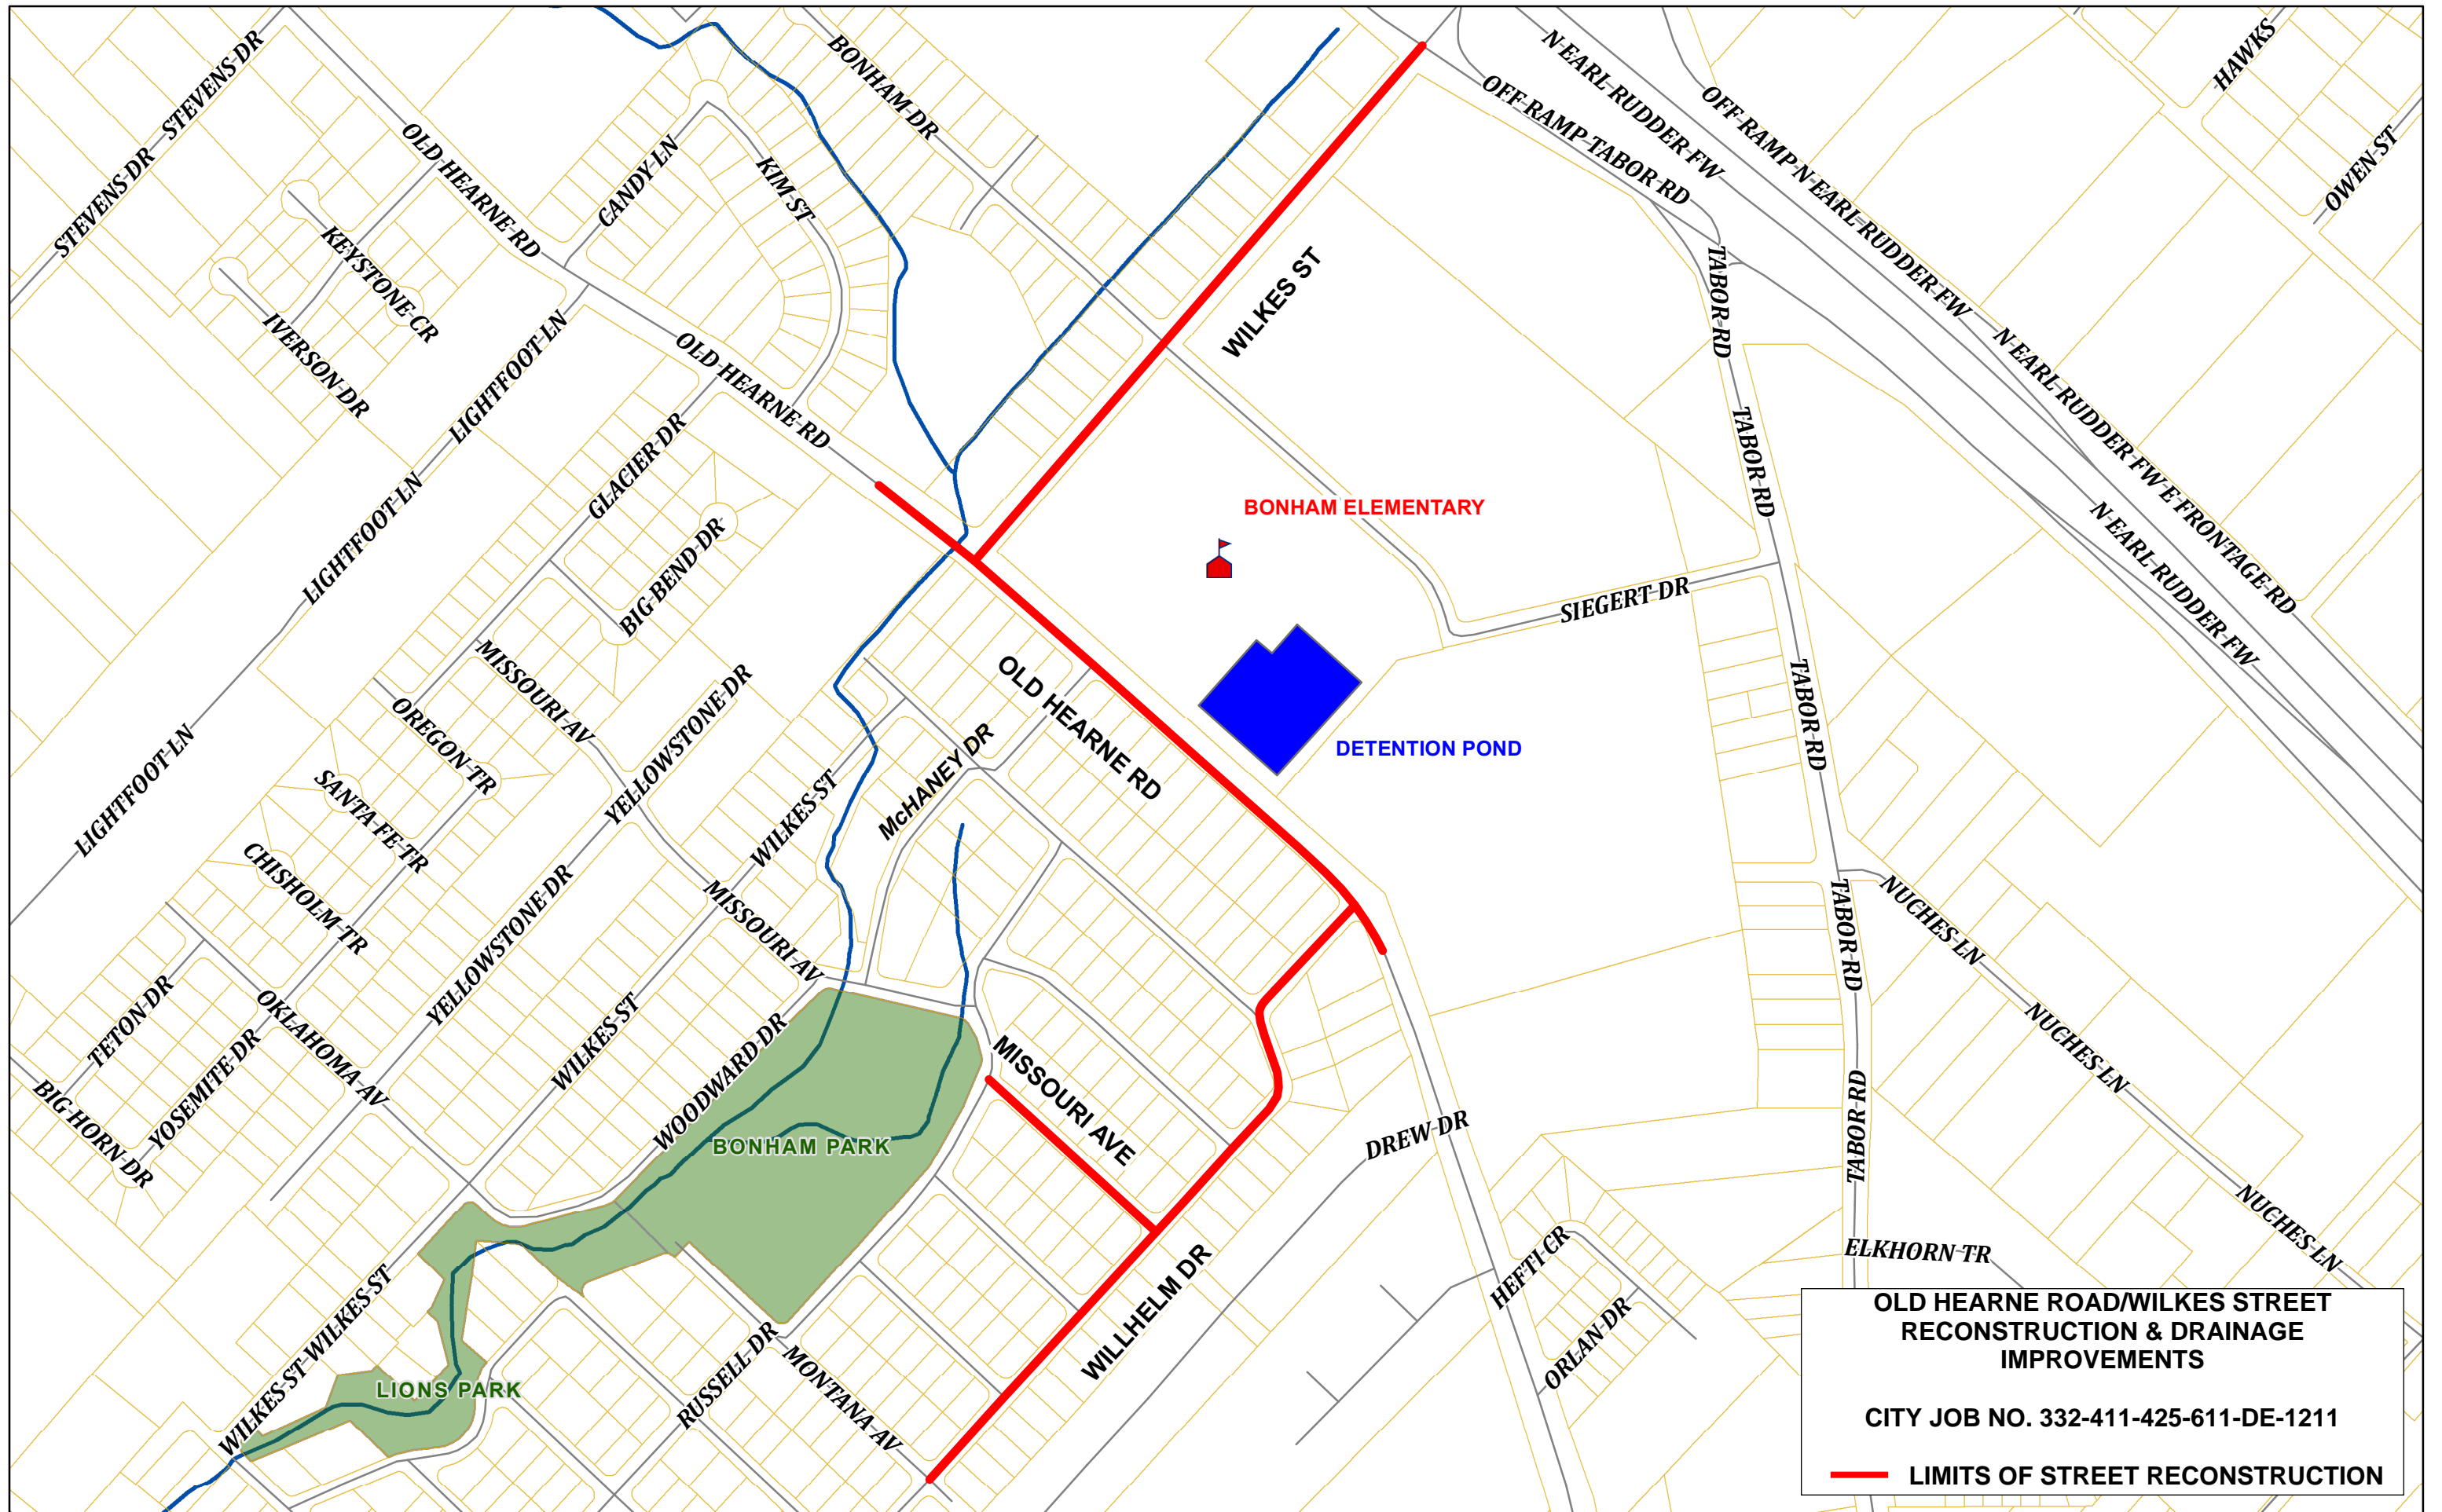 STEVENS DR
STEVENS DR
BONHAM DR
N EARL RUDDER FW
OFF RAMP TABOR RD
OFF RAMP N EARL RUDDER FW
HAWKS
OWEN ST
OLD HEARNE RD
CANDY LN
KIM ST
KEYSTONE CR
IVERSON DR
WILKES ST
TABOR RD
LIGHTFOOT LN
OLD HEARNE RD
N EARL RUDDER FW E FRONTAGE RD
GLACIER DR
TABOR RD
LIGHTFOOT LN
BIG BEND DR
BONHAM ELEMENTARY
N EARL RUDDER FW
SIEGERT DR
MISSOURI AV
OREGON TR
YELLOWSTONE DR
OLD HEARNE RD
TABOR RD
LIGHTFOOT LN
McHANEY DR
DETENTION POND
SANTA FE TR
WILKES ST
CHISHOLM TR
YELLOWSTONE DR
MISSOURI AV
TABOR RD
NUCHES LN
TETON DR
OKLAHOMA AV
WILKES ST
WOODWARD DR
NUCHES LN
BIG HORN DR
YOSEMITE DR
MISSOURI AVE
TABOR RD
BONHAM PARK
DREW DR
NUCHES LN
WILLHELM DR
HEFTI CR
ELKHORN TR
WILKES ST WILKES ST
LIONS PARK
RUSSELL DR
MONTANA AV
ORLAN DR
OLD HEARNE ROAD/WILKES STREET
RECONSTRUCTION & DRAINAGE
IMPROVEMENTS
CITY JOB NO. 332-411-425-611-DE-1211
LIMITS OF STREET RECONSTRUCTION